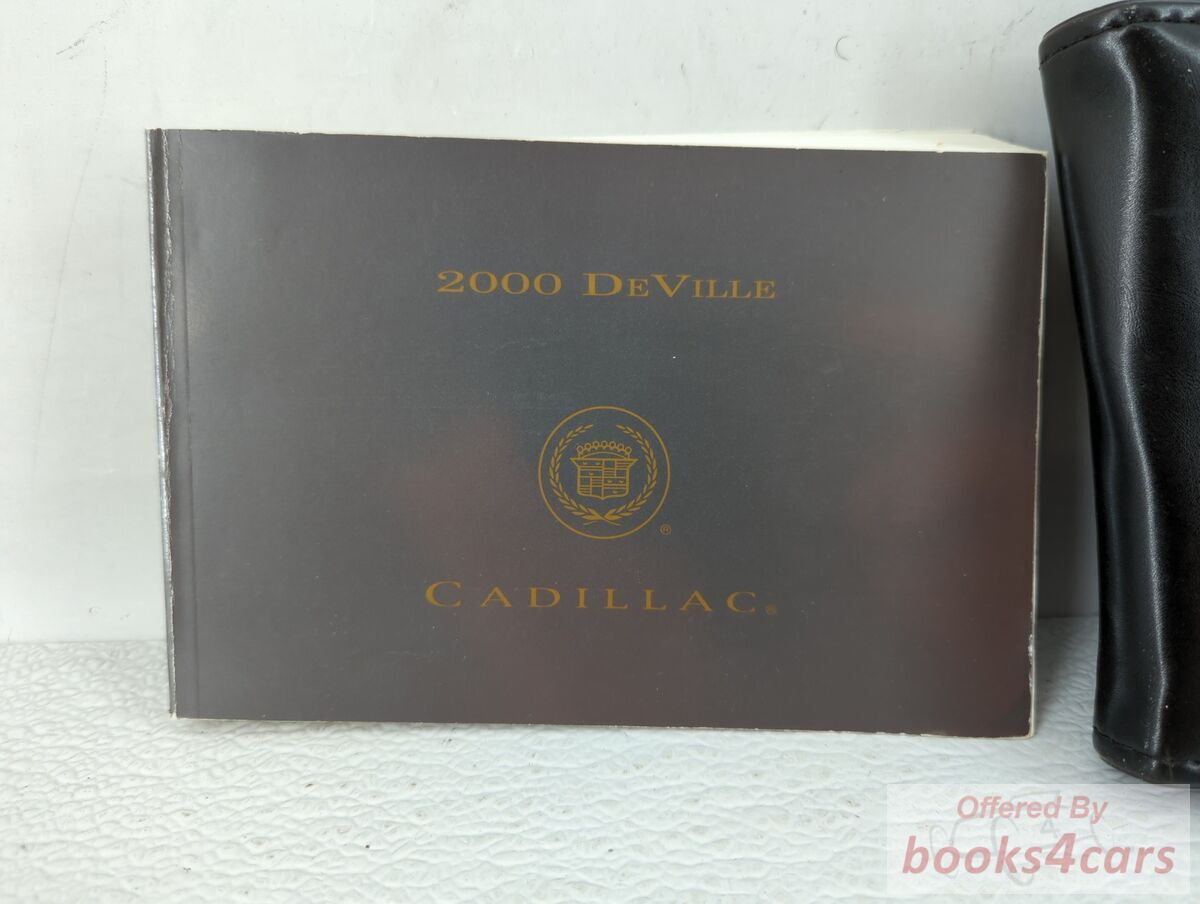 2000 DEVILLE
®
CADILLAC®
Offered By
books4cars